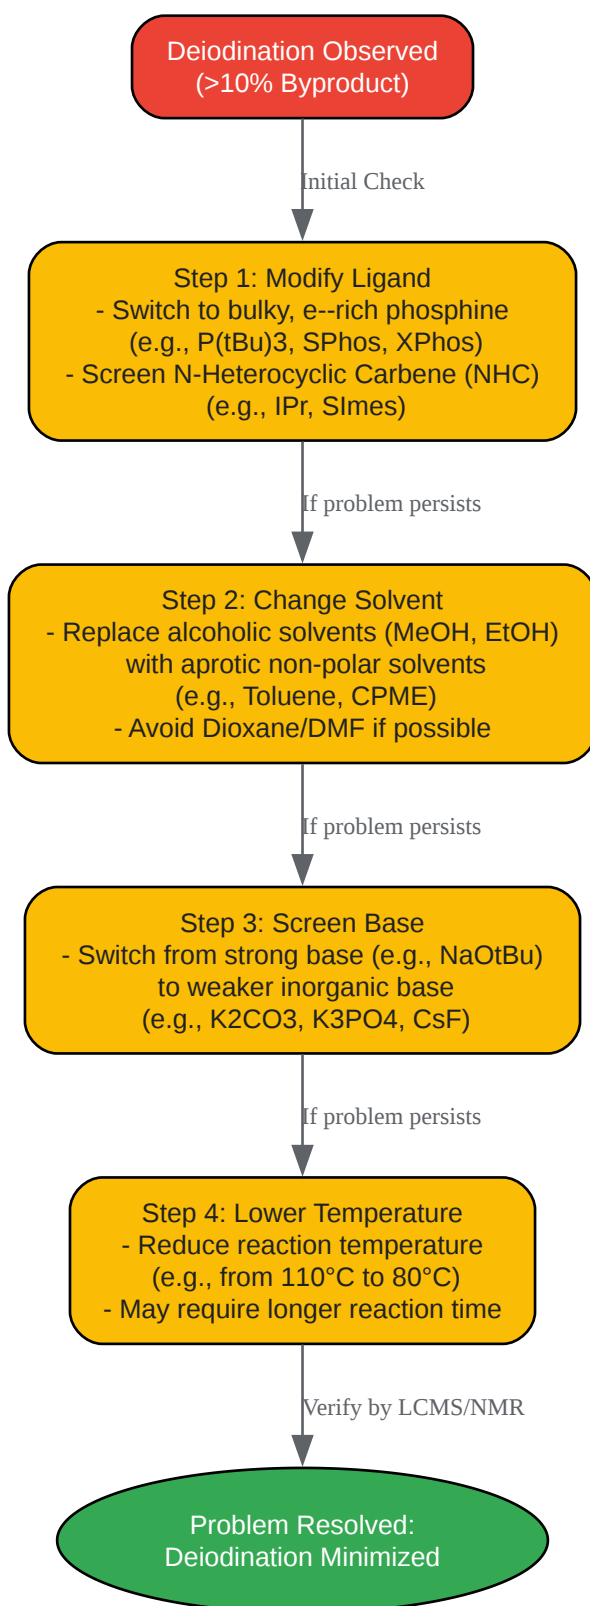 Deiodination Observed
(>10% Byproduct)
Initial Check
Step 1: Modify Ligand
- Switch to bulky, e--rich phosphine
(e.g., P(tBu)3, SPhos, XPhos)
- Screen N-Heterocyclic Carbene (NHC)
(e.g., IPr, SImes)
If problem persists
Step 2: Change Solvent
- Replace alcoholic solvents (MeOH, EtOH)
with aprotic non-polar solvents
(e.g., Toluene, CPME)
- Avoid Dioxane/DMF if possible
If problem persists
Step 3: Screen Base
- Switch from strong base (e.g., NaOtBu)
to weaker inorganic base
(e.g., K2CO3, K3PO4, CsF)
If problem persists
Step 4: Lower Temperature
- Reduce reaction temperature
(e.g., from 110°C to 80°C)
- May require longer reaction time
Verify by LCMS/NMR
Problem Resolved:
Deiodination Minimized